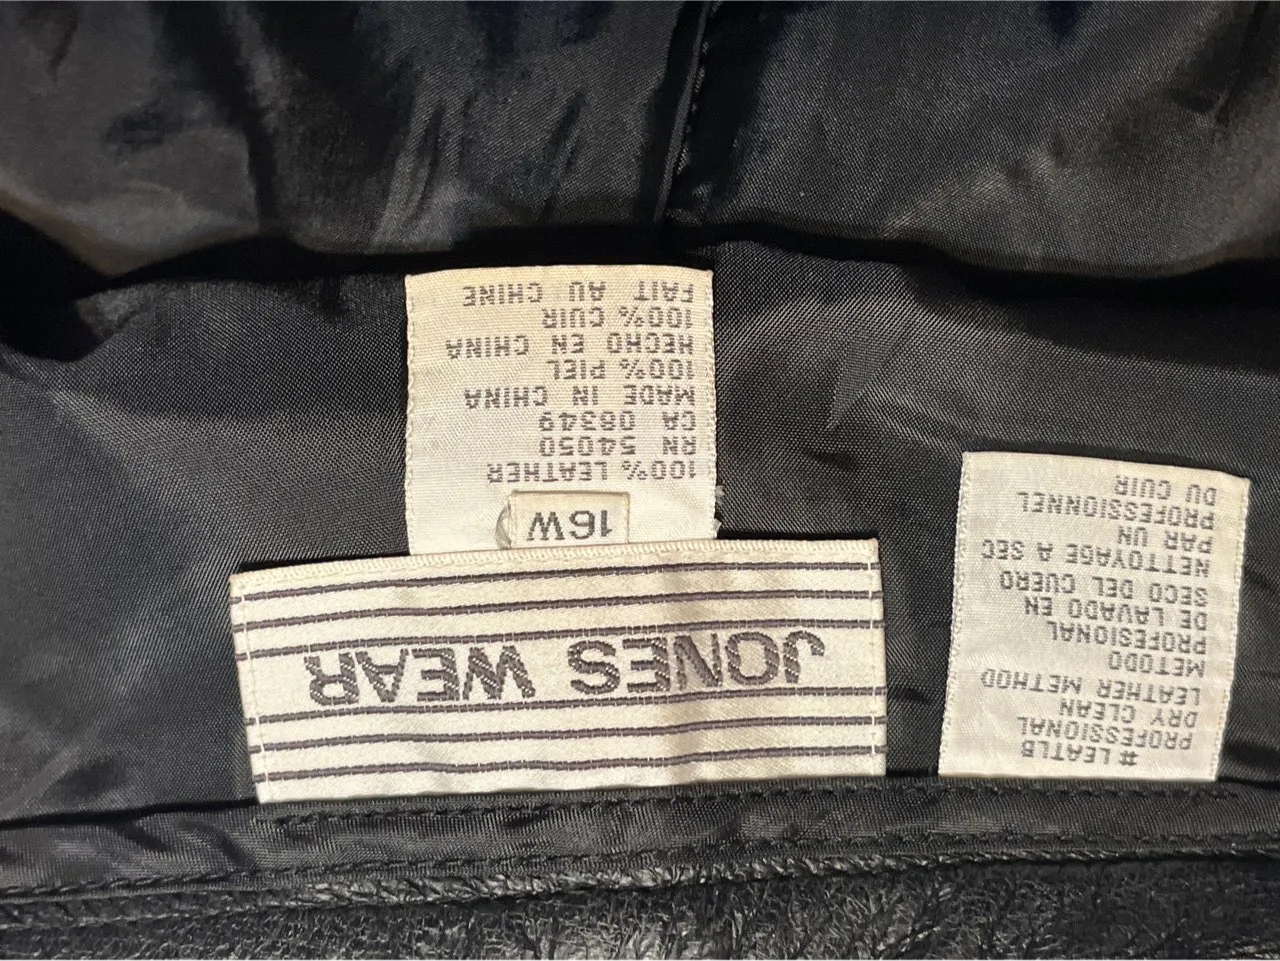 JONES WEAR
16W
100% LEATHER
RN 54050
CA 08349
MADE IN CHINA
100% PIEL
HECHO EN CHINA
100% CUIR
FAIT AU CHINE
#LEATL5
PROFESSIONAL
DRY CLEAN
LEATHER METHOD
METODO
PROFESIONAL
DE LAVADO EN
SECO DEL CUERO
NETTOYAGE A SEC
PAR UN
PROFESSIONNEL
DU CUIR